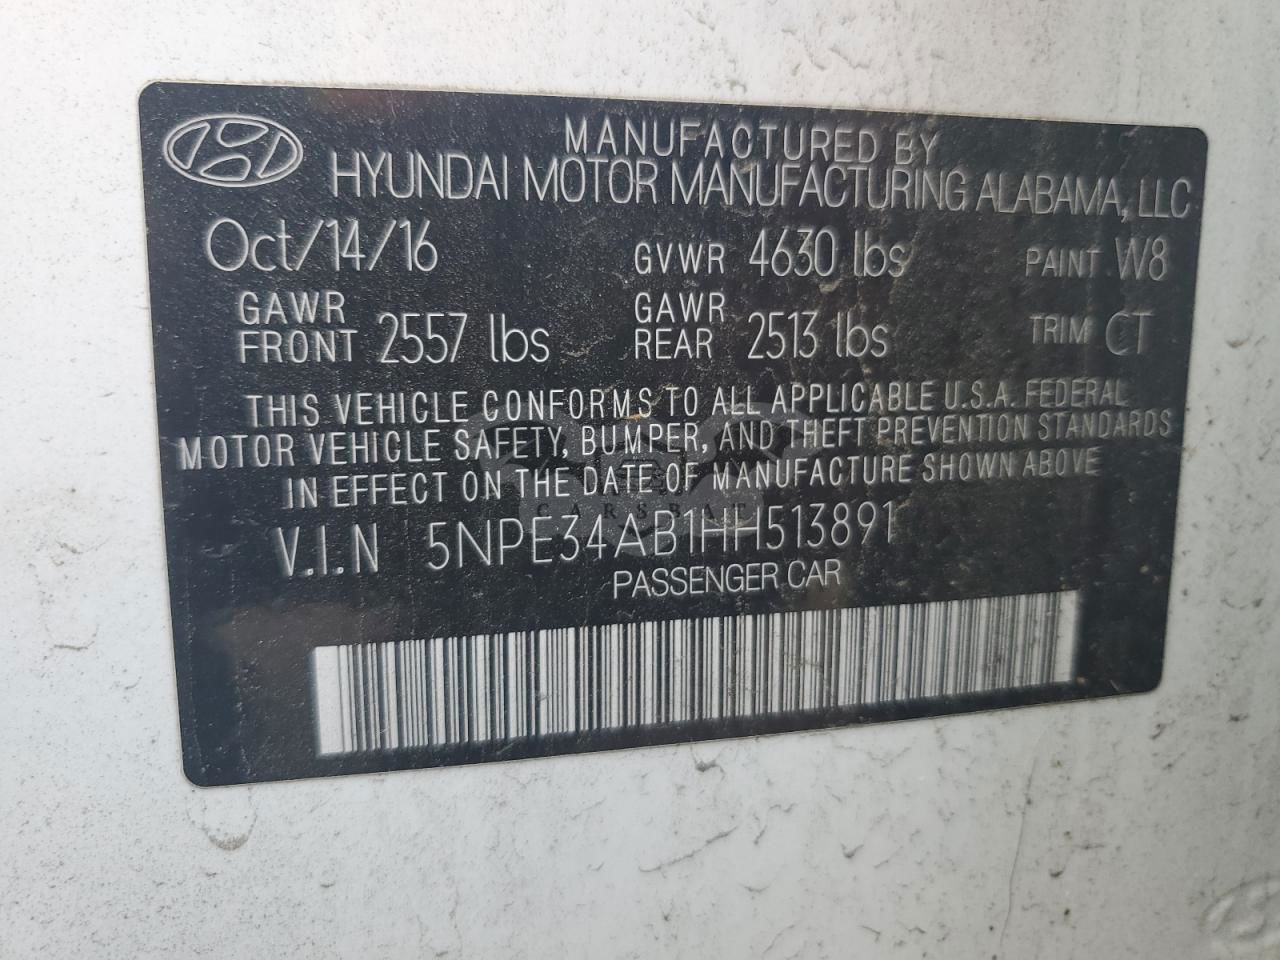 MANUFACTURED BY
HYUNDAI MOTOR MANUFACTURING ALABAMA, LLC
Oct/14/16 GVWR 4630 lbs PAINT W8
GAWR FRONT 2557 lbs GAWR REAR 2513 lbs TRIM CT
THIS VEHICLE CONFORMS TO ALL APPLICABLE U.S.A. FEDERAL
MOTOR VEHICLE SAFETY, BUMPER, AND THEFT PREVENTION STANDARDS
IN EFFECT ON THE DATE OF MANUFACTURE SHOWN ABOVE
CARSBAT
V.I.N 5NPE34AB1HH513891
PASSENGER CAR